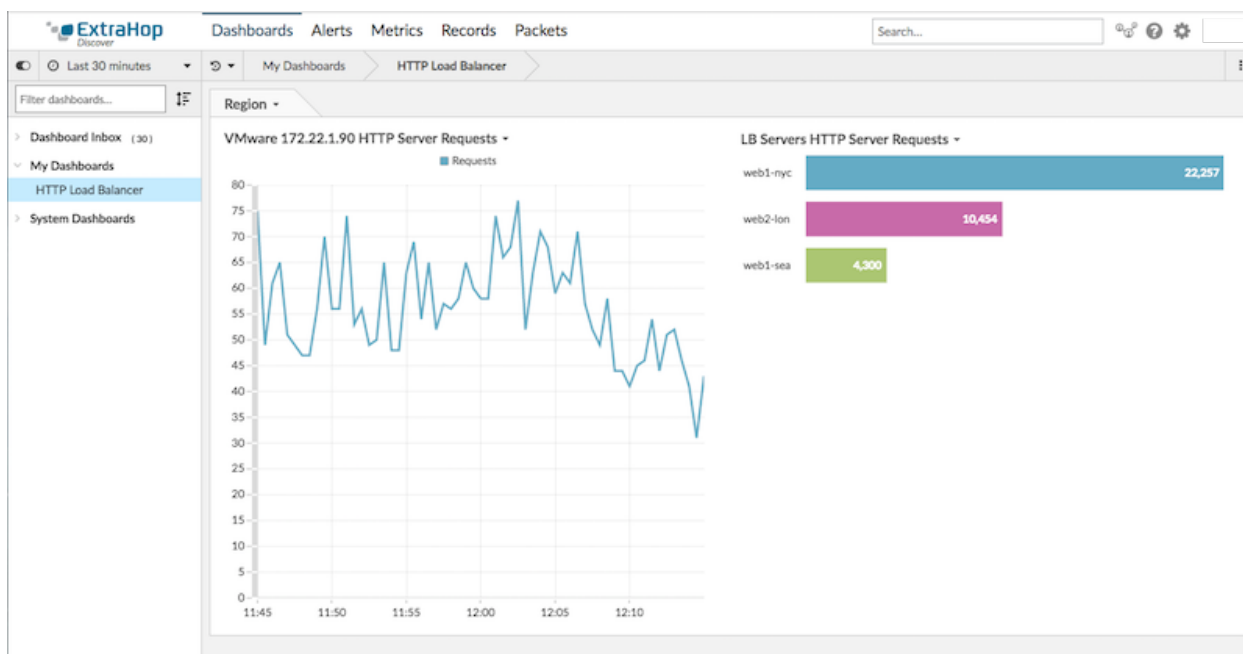 ExtraHop
Discover
Dashboards Alerts Metrics Records Packets
Search...
Last 30 minutes
My Dashboards
HTTP Load Balancer
Filter dashboards...
Region
Dashboard Inbox (30)
My Dashboards
HTTP Load Balancer
System Dashboards
VMware 172.22.1.90 HTTP Server Requests
Requests
80
75
70
65
60
55
50
45
40
35
30
25
20
15
10
5
0
11:45 11:50 11:55 12:00 12:05 12:10
LB Servers HTTP Server Requests
web1-nyc 22,257
web2-lon 10,454
web1-sea 4,300